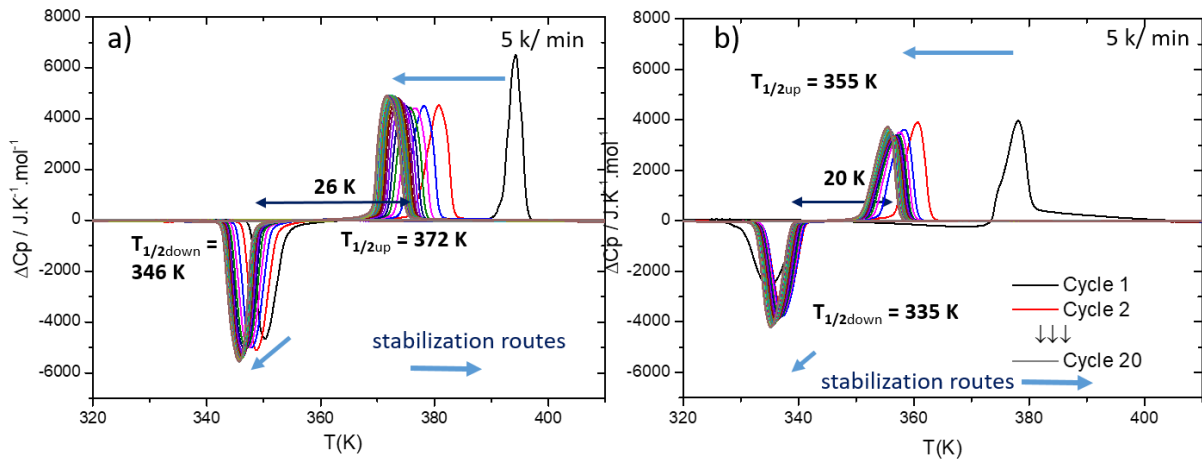 a)
5 k/ min
8000
6000
4000
2000
0
-2000
-4000
-6000
ΔCp / J.K⁻¹.mol⁻¹
26 K
T1/2down =
346 K
T1/2up = 372 K
stabilization routes
320
340
360
380
400
T(K)
b)
5 k/ min
8000
6000
4000
2000
0
-2000
-4000
-6000
ΔCp / J.K⁻¹.mol⁻¹
T1/2up = 355 K
20 K
T1/2down = 335 K
Cycle 1
Cycle 2
↓↓↓
Cycle 20
stabilization routes
320
340
360
380
400
T(K)